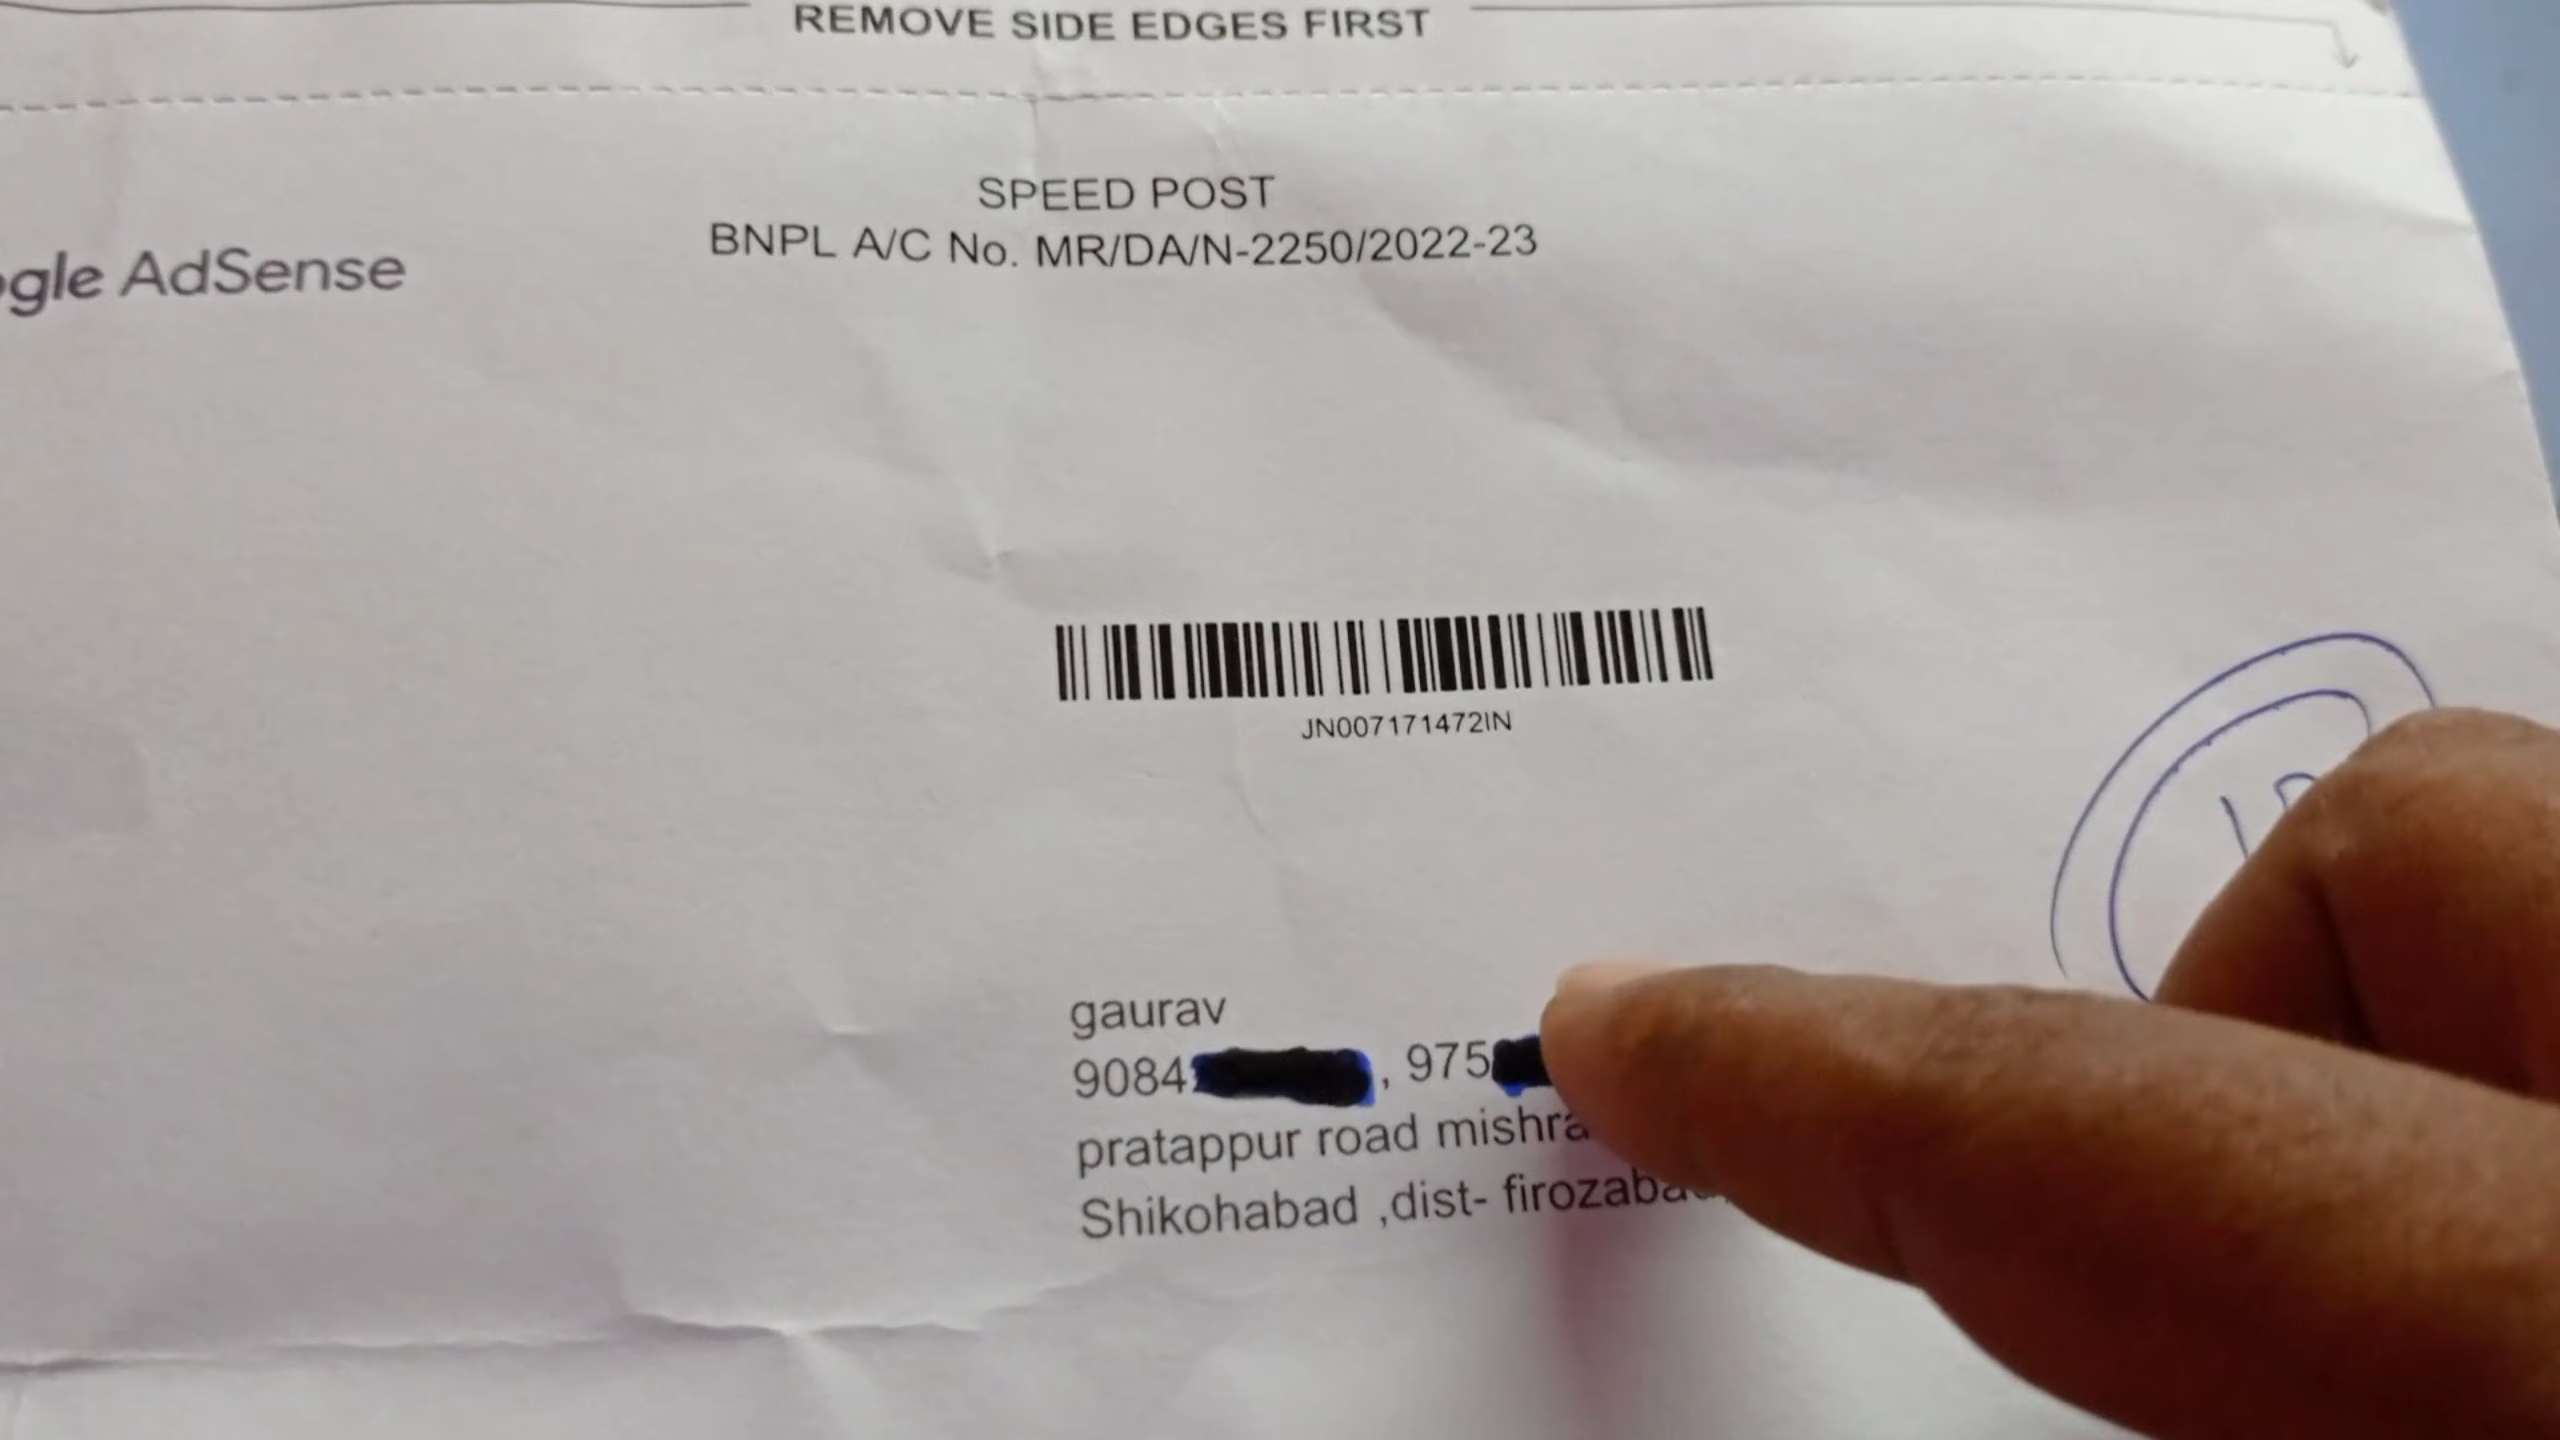 REMOVE SIDE EDGES FIRST
SPEED POST
BNPL A/C No. MR/DA/N-2250/2022-23
gle AdSense
JN007171472IN
gaurav
9084 , 975
pratappur road mishra
Shikohabad ,dist- firozaba